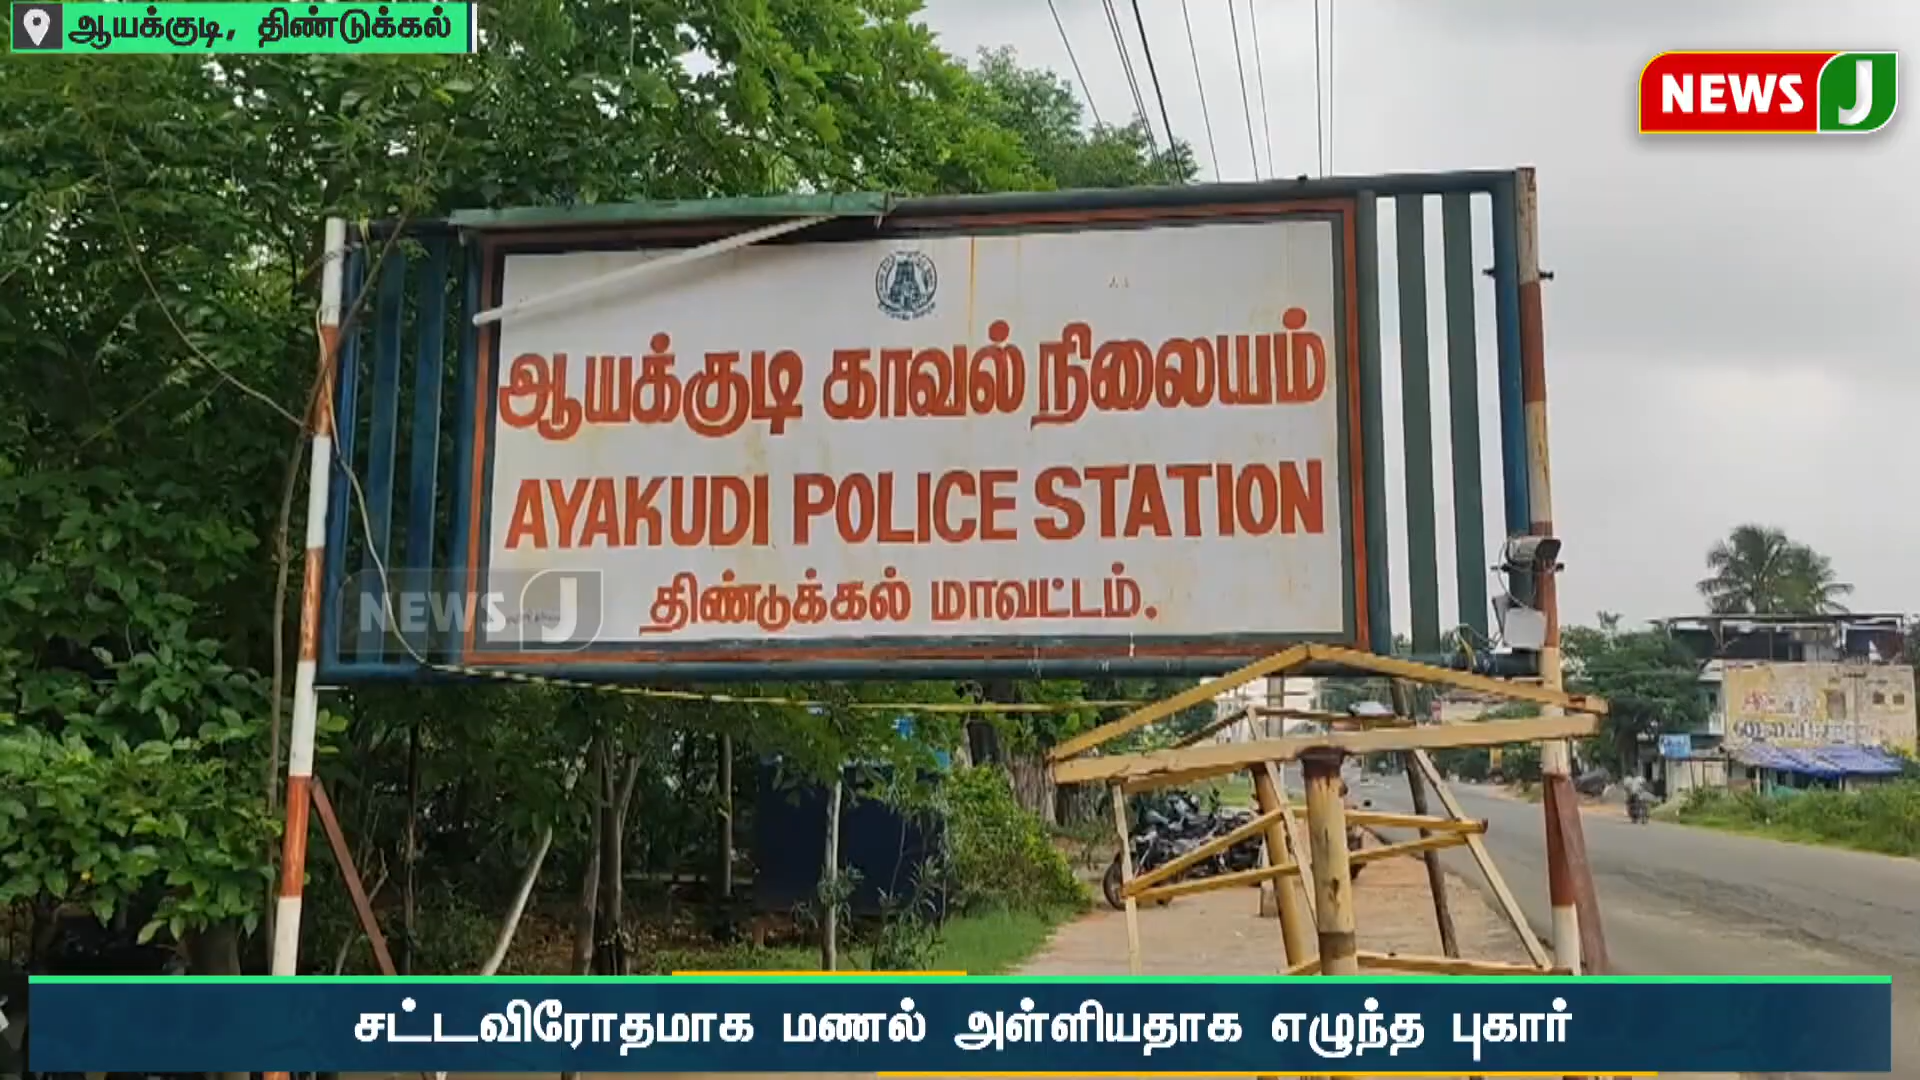 ஆயக்குடி, திண்டுக்கல்
NEWS J
ஆயக்குடி காவல் நிலையம்
AYAKUDI POLICE STATION
திண்டுக்கல் மாவட்டம்.
NEWS J
சட்டவிரோதமாக மணல் அள்ளியதாக எழுந்த புகார்